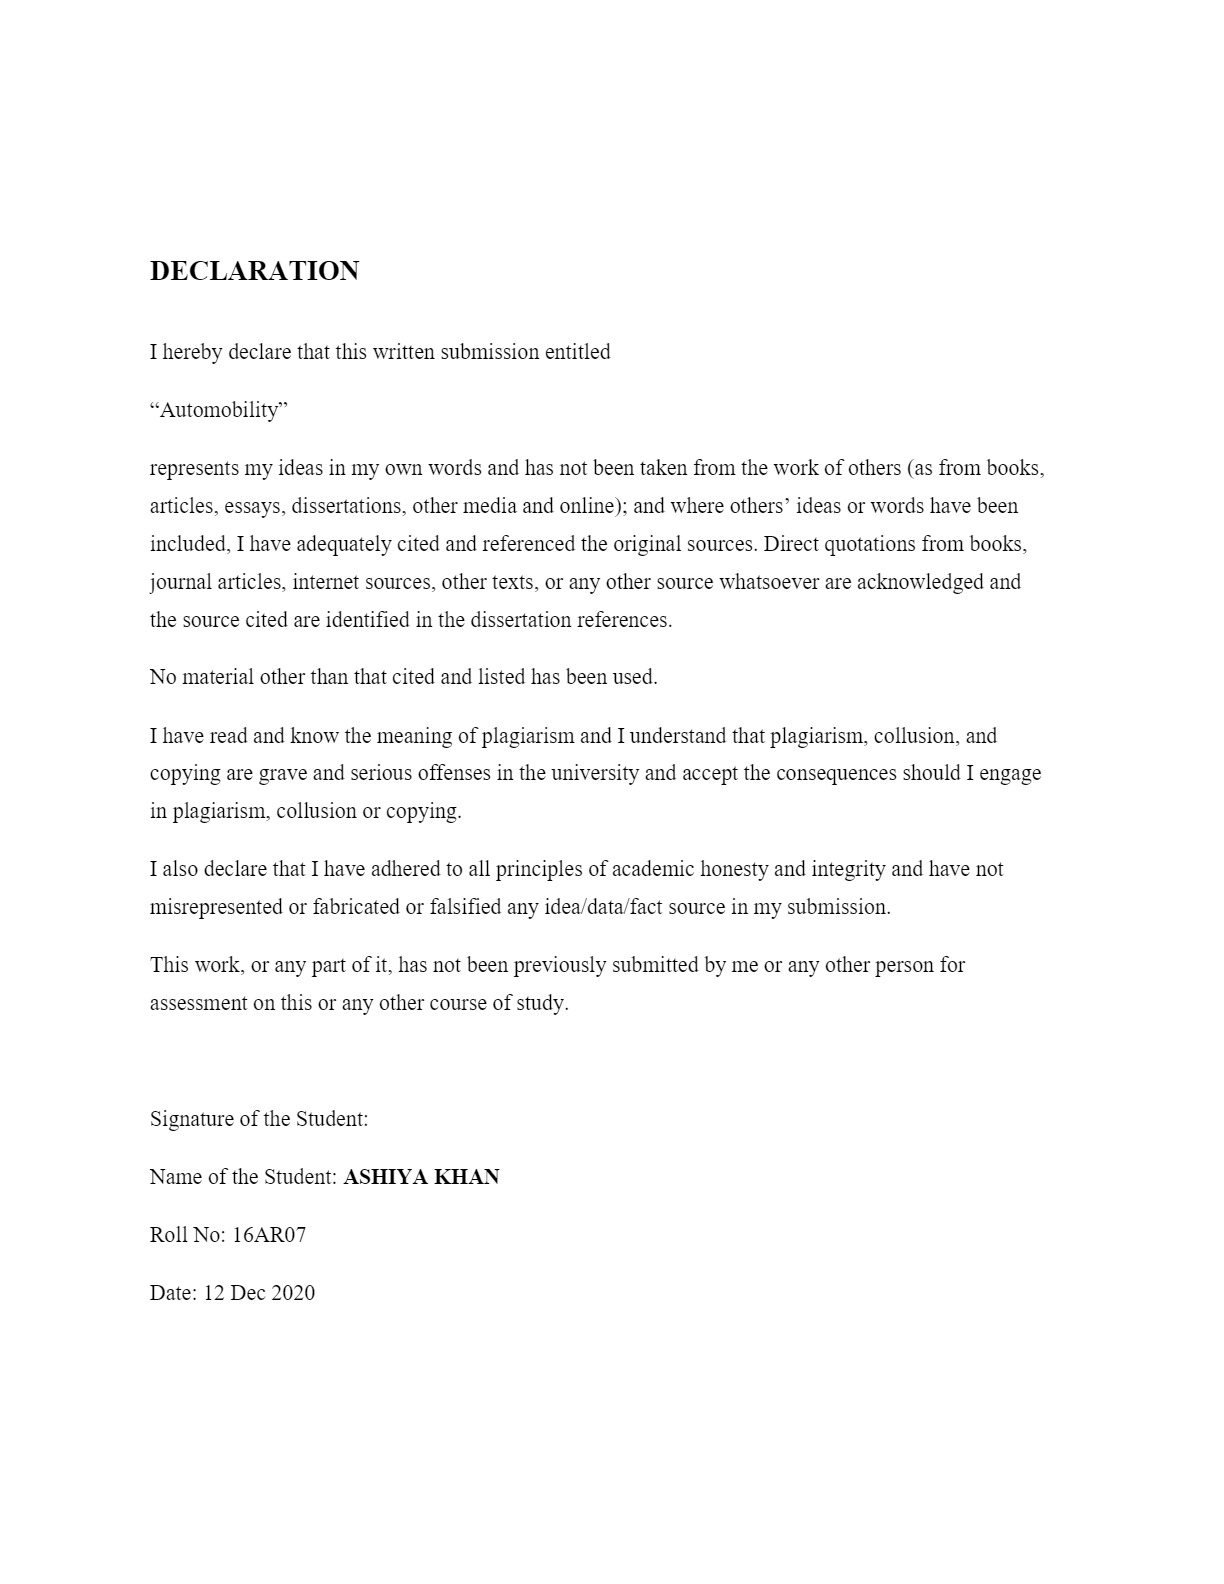 DECLARATION
I hereby declare that this written submission entitled
“Automobility”
represents my ideas in my own words and has not been taken from the work of others (as from books,
articles, essays, dissertations, other media and online); and where others’ ideas or words have been
included, I have adequately cited and referenced the original sources. Direct quotations from books,
journal articles, internet sources, other texts, or any other source whatsoever are acknowledged and
the source cited are identified in the dissertation references.
No material other than that cited and listed has been used.
I have read and know the meaning of plagiarism and I understand that plagiarism, collusion, and
copying are grave and serious offenses in the university and accept the consequences should I engage
in plagiarism, collusion or copying.
I also declare that I have adhered to all principles of academic honesty and integrity and have not
misrepresented or fabricated or falsified any idea/data/fact source in my submission.
This work, or any part of it, has not been previously submitted by me or any other person for
assessment on this or any other course of study.
Signature of the Student:
Name of the Student: ASHIYA KHAN
Roll No: 16AR07
Date: 12 Dec 2020